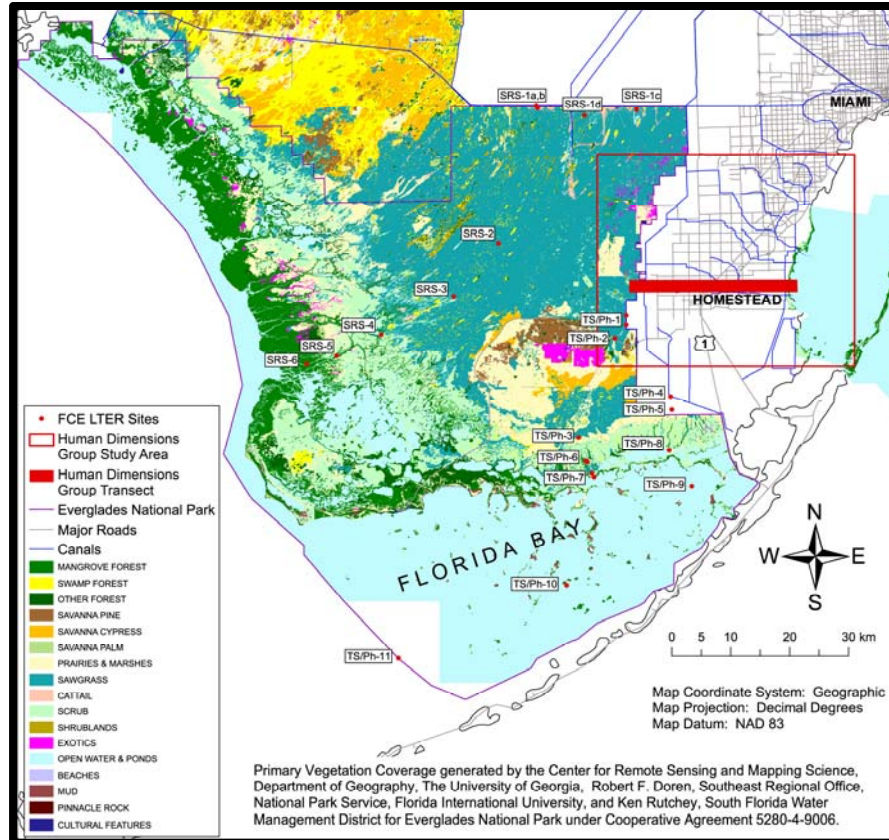 SRS-1a,b
SRS-1d
SRS-1c
MIAMI
SRS-2
SRS-3
HOMESTEAD
TS/Ph-1
SRS-4
TS/Ph-2
1
SRS-5
SRS-6
TS/Ph-4
TS/Ph-5
TS/Ph-3
TS/Ph-8
TS/Ph-6
TS/Ph-7
TS/Ph-9
FLORIDA BAY
TS/Ph-10
TS/Ph-11
N
W E
S
0 10 20 30 km
FCE LTER Sites
Human Dimensions
Group Study Area
Human Dimensions
Group Transect
Everglades National Park
Major Roads
Canals
MANGROVE FOREST
SWAMP FOREST
OTHER FOREST
SAVANNA PINE
SAVANNA CYPRESS
SAVANNA PALM
PRAIRIES & MARSHES
SAWGRASS
CATTAIL
SCRUB
SHRUBLANDS
EXOTICS
OPEN WATER & PONDS
BEACHES
MUD
PINNACLE ROCK
CULTURAL FEATURES
Map Coordinate System: Geographic
Map Projection: Decimal Degrees
Map Datum: NAD 83
Primary Vegetation Coverage generated by the Center for Remote Sensing and Mapping Science,
Department of Geography, The University of Georgia, Robert F. Doren, Southeast Regional Office,
National Park Service, Florida International University, and Ken Rutchey, South Florida Water
Management District for Everglades National Park under Cooperative Agreement 5280-4-9006.